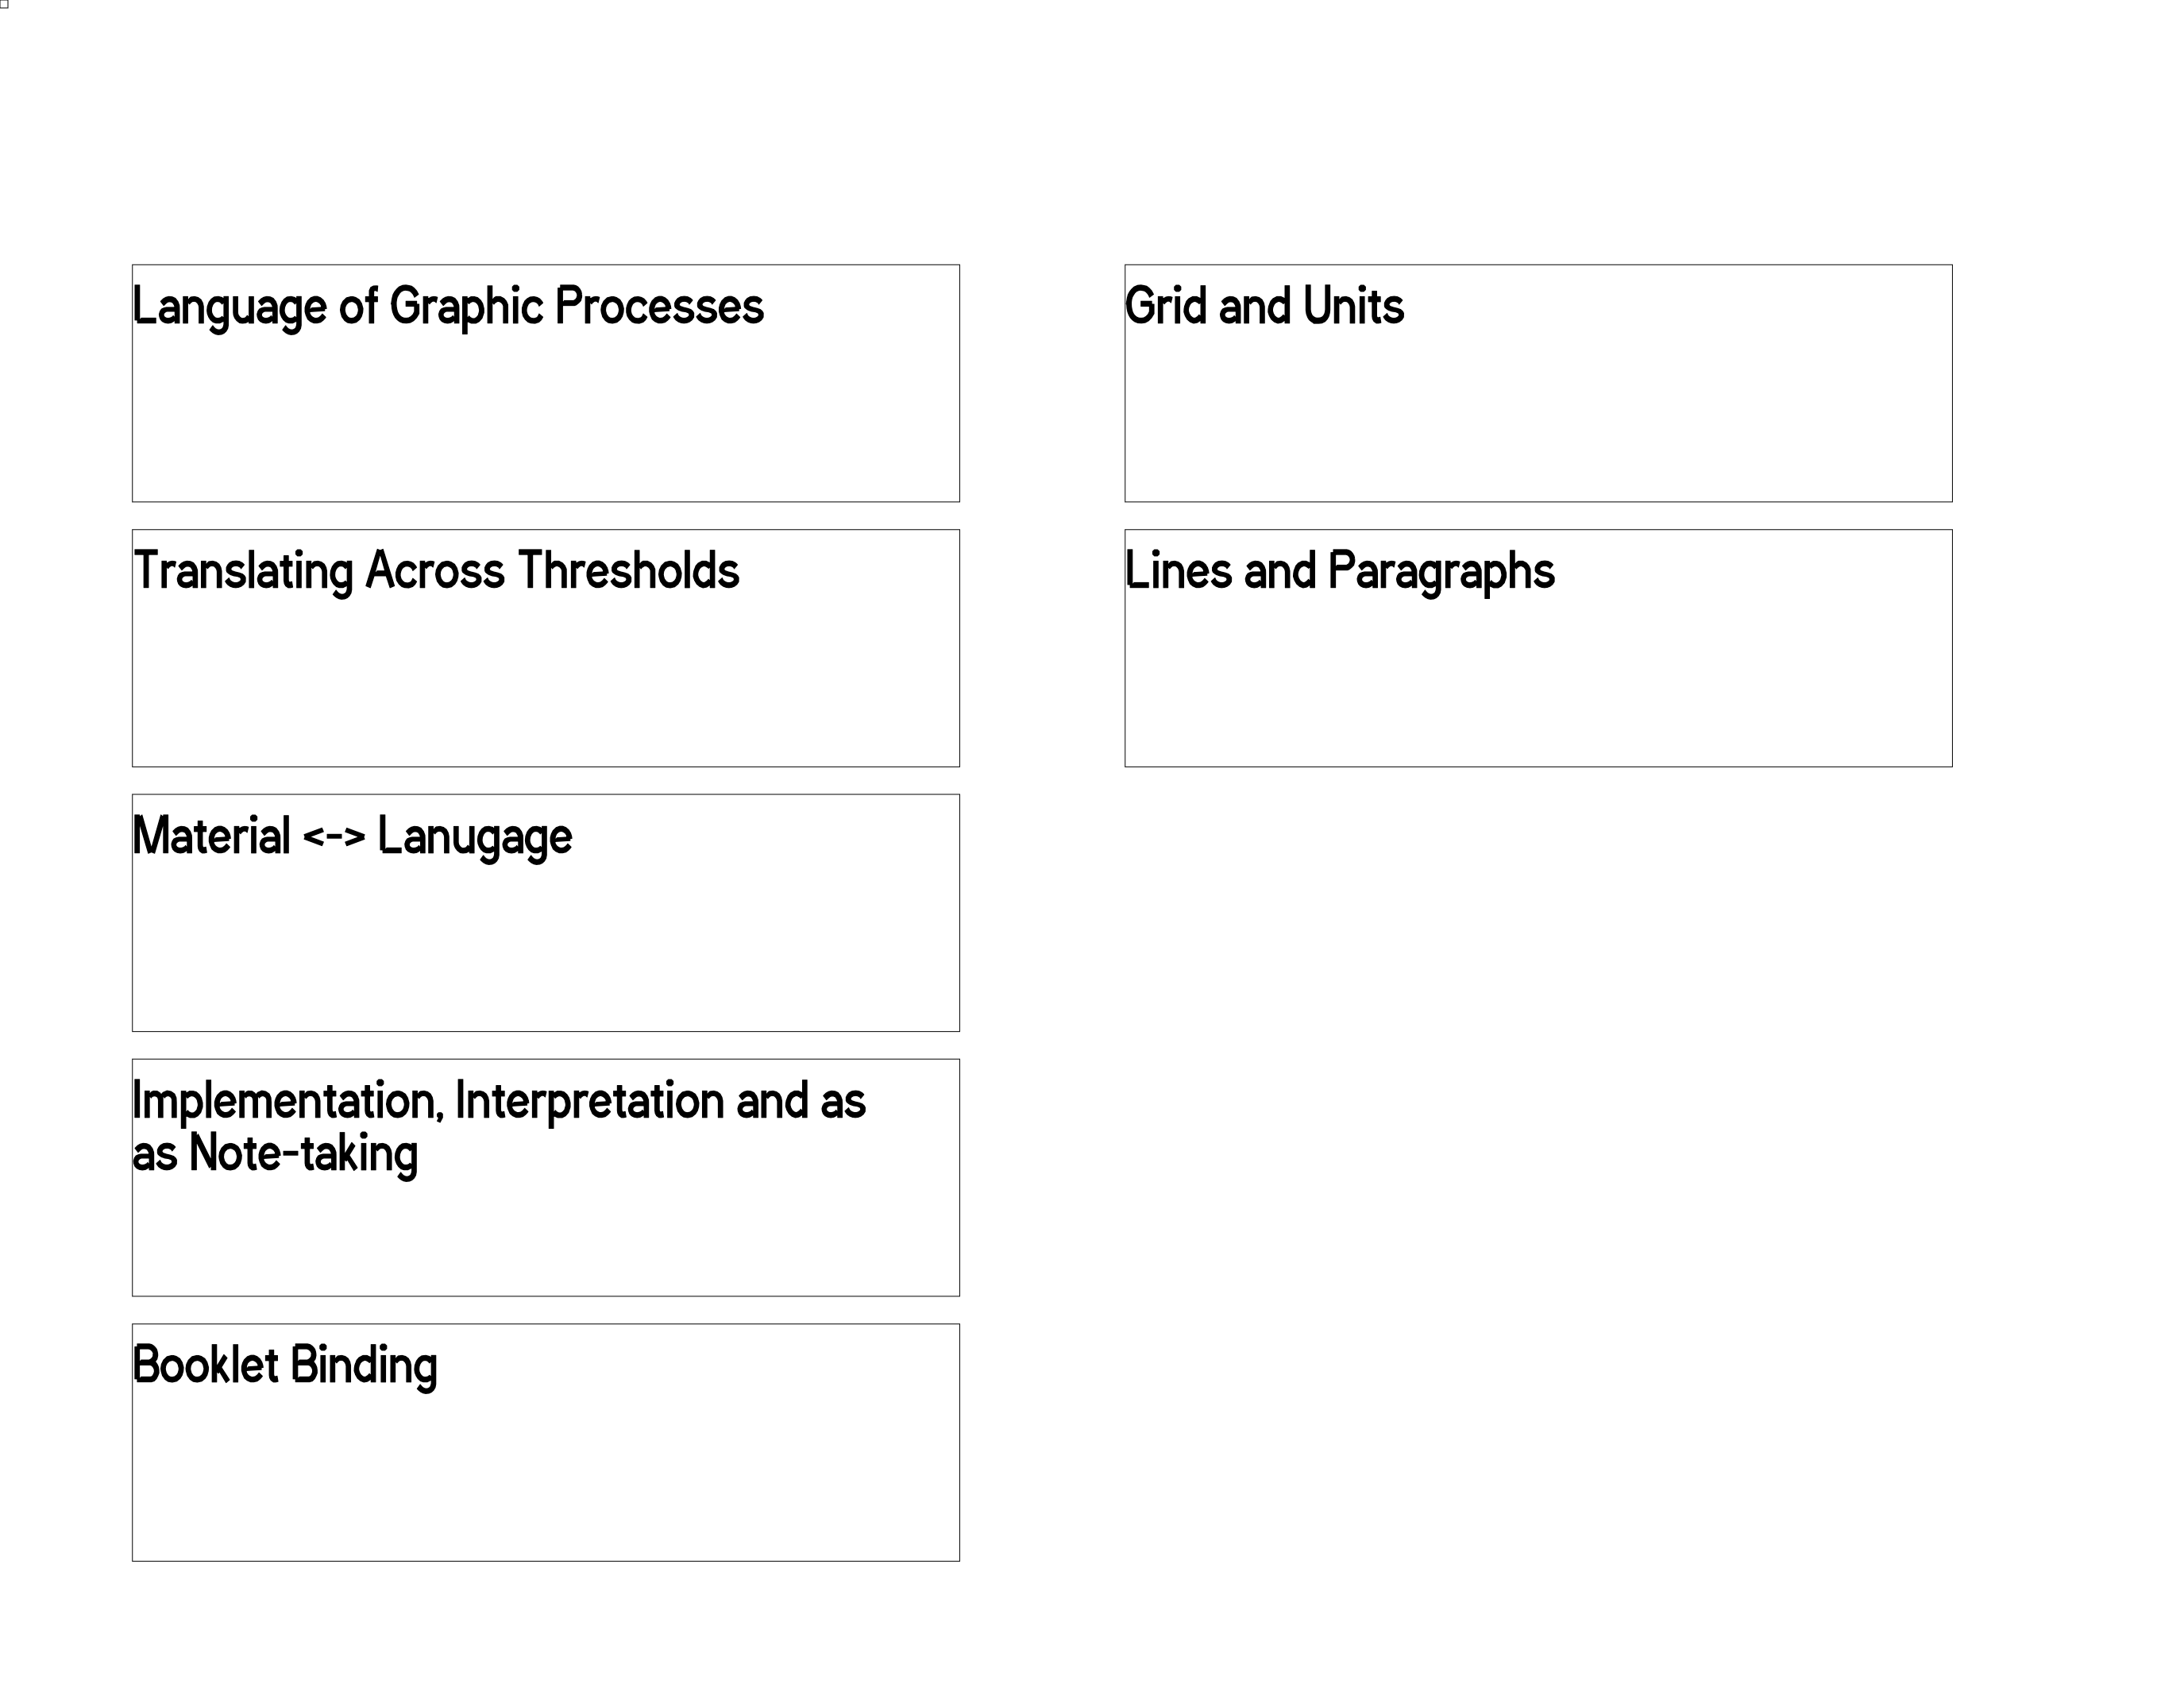 Language of Graphic Processes
Translating Across Thresholds
Material <-> Lanugage
Implementation, Interpretation and as
as Note-taking
Booklet Binding
Grid and Units
Lines and Paragraphs